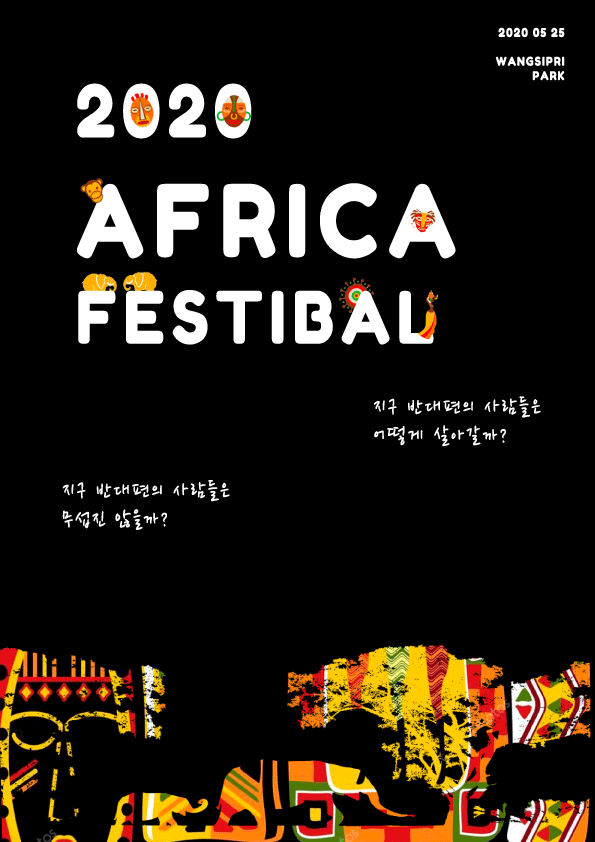 2020 05 25
WANGSIPRI
PARK
2020
AFRICA
FESTIBAL
지구 반대편의 사람들은
어떻게 살아갈까?
지구 반대편의 사람들은
무섭진 않을까?